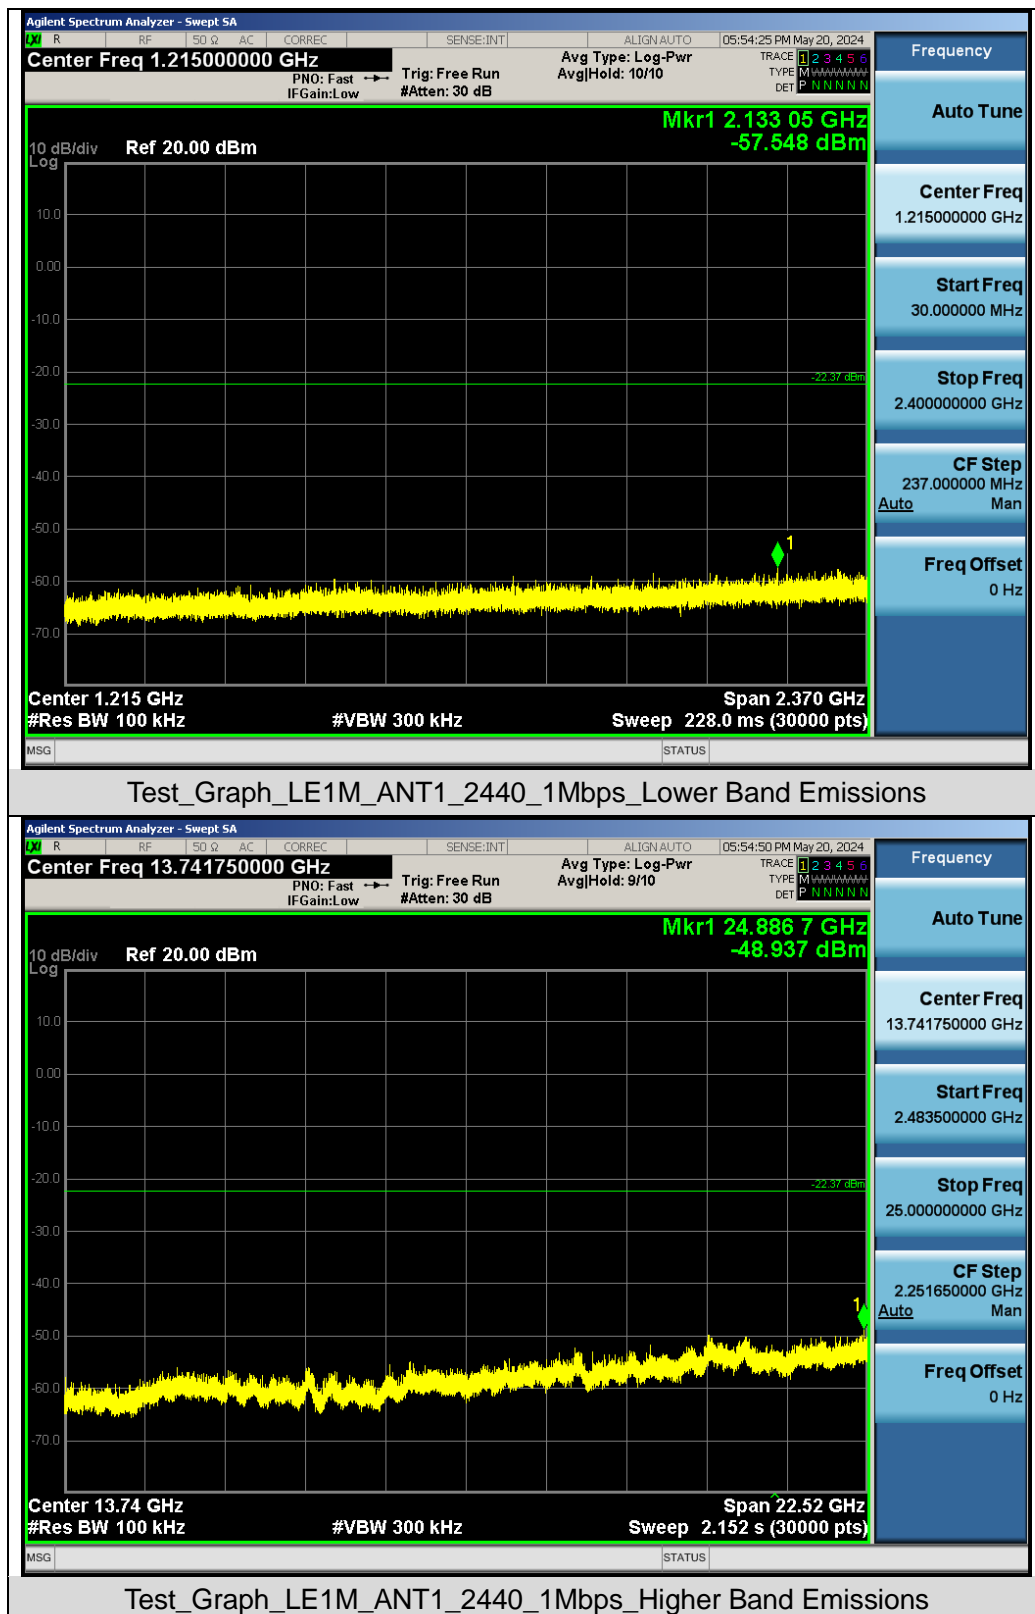 Agilent Spectrum Analyzer - Swept SA
LXI R RF 50 Ω AC CORREC SENSE:INT ALIGN AUTO 05:54:25 PM May 20, 2024
Center Freq 1.215000000 GHz
PNO: Fast
IFGain:Low
Trig: Free Run
#Atten: 30 dB
Avg Type: Log-Pwr
Avg|Hold: 10/10
TRACE 1 2 3 4 5 6
TYPE M
DET P N N N N N
Mkr1 2.133 05 GHz
-57.548 dBm
10 dB/div Ref 20.00 dBm
Log
10.0
0.00
-10.0
-20.0
-22.37 dBm
-30.0
-40.0
-50.0
1
-60.0
-70.0
Center 1.215 GHz Span 2.370 GHz
#Res BW 100 kHz #VBW 300 kHz Sweep 228.0 ms (30000 pts)
MSG STATUS
Frequency
Auto Tune
Center Freq
1.215000000 GHz
Start Freq
30.000000 MHz
Stop Freq
2.400000000 GHz
CF Step
237.000000 MHz
Auto Man
Freq Offset
0 Hz
Test_Graph_LE1M_ANT1_2440_1Mbps_Lower Band Emissions
Agilent Spectrum Analyzer - Swept SA
LXI R RF 50 Ω AC CORREC SENSE:INT ALIGN AUTO 05:54:50 PM May 20, 2024
Center Freq 13.741750000 GHz
PNO: Fast
IFGain:Low
Trig: Free Run
#Atten: 30 dB
Avg Type: Log-Pwr
Avg|Hold: 9/10
TRACE 1 2 3 4 5 6
TYPE M
DET P N N N N N
Mkr1 24.886 7 GHz
-48.937 dBm
10 dB/div Ref 20.00 dBm
Log
10.0
0.00
-10.0
-20.0
-22.37 dBm
-30.0
-40.0
1
-50.0
-60.0
-70.0
Center 13.74 GHz Span 22.52 GHz
#Res BW 100 kHz #VBW 300 kHz Sweep 2.152 s (30000 pts)
MSG STATUS
Frequency
Auto Tune
Center Freq
13.741750000 GHz
Start Freq
2.483500000 GHz
Stop Freq
25.000000000 GHz
CF Step
2.251650000 GHz
Auto Man
Freq Offset
0 Hz
Test_Graph_LE1M_ANT1_2440_1Mbps_Higher Band Emissions